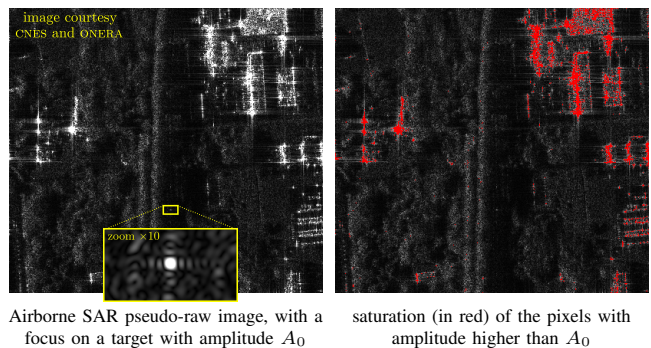 image courtesy
CNES and ONERA
zoom ×10
Airborne SAR pseudo-raw image, with a
focus on a target with amplitude A₀
saturation (in red) of the pixels with
amplitude higher than A₀